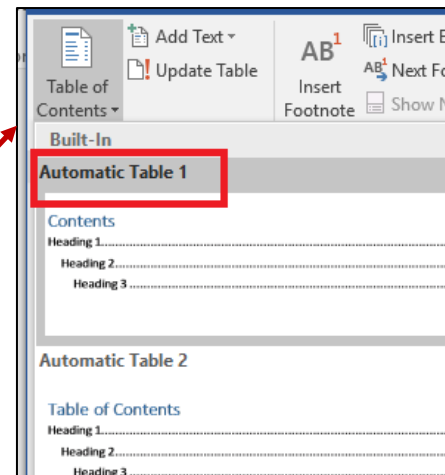 Add Text
Update Table
Table of
Contents
AB1
Insert
Footnote
[i] Insert
AB1 Next
Show
Built-In
Automatic Table 1
Contents
Heading 1
Heading 2
Heading 3
Automatic Table 2
Table of Contents
Heading 1
Heading 2
Heading 3